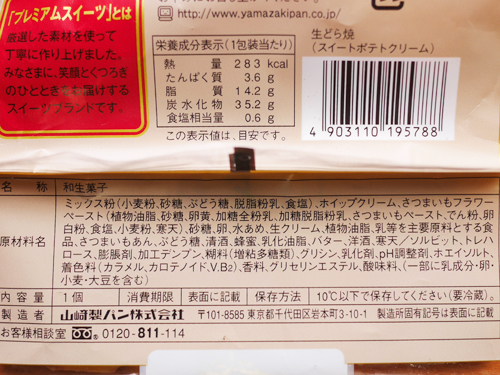 「プレミアムスイーツ」とは
厳選した素材を使って
丁寧に作り上げました。
みなさまに、笑顔とくつろぎ
のひとときをお届けする
スイーツブランドです。
http://www.yamazakipan.co.jp/
栄養成分表示(1包装当たり)
熱量 283 kcal
たんぱく質 3.6 g
脂質 14.2 g
炭水化物 35.2 g
食塩相当量 0.6 g
この表示値は、目安です。
生どら焼
(スイートポテトクリーム)
4903110195788
名称 和生菓子
原材料名 ミックス粉(小麦粉、砂糖、ぶどう糖、脱脂粉乳、食塩)、ホイップクリーム、さつまいもフラワー
ペースト(植物油脂、砂糖、卵黄、加糖全粉乳、加糖脱脂粉乳、さつまいもペースト、でん粉、卵
白粉、食塩、小麦粉、寒天)、砂糖、卵、水あめ、生クリーム、植物油脂、乳等を主要原料とする食
品、さつまいもあん、ぶどう糖、清酒、蜂蜜、乳化油脂、バター、洋酒、寒天/ソルビット、トレハ
ロース、膨脹剤、加工デンプン、糊料(増粘多糖類)、グリシン、乳化剤、pH調整剤、ホエイソルト、
着色料(カラメル、カロテノイド、V.B₂)、香料、グリセリンエステル、酸味料、(一部に乳成分・卵・
小麦・大豆を含む)
内容量 1個 消費期限 表面に記載 保存方法 10℃以下で保存してください(要冷蔵)。
製造者 山崎製パン株式会社 〒101-8585 東京都千代田区岩本町3-10-1 製造所固有記号は表面に記載
お客様相談室 0120-811-114